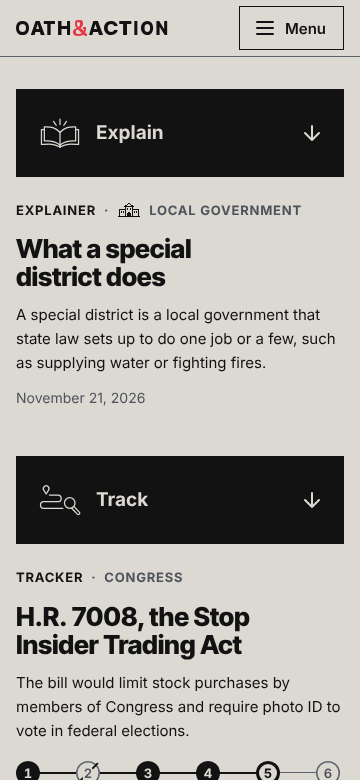 OATH&ACTION
Menu
Explain
EXPLAINER · LOCAL GOVERNMENT
What a special
district does
A special district is a local government that
state law sets up to do one job or a few, such
as supplying water or fighting fires.
November 21, 2026
Track
TRACKER · CONGRESS
H.R. 7008, the Stop
Insider Trading Act
The bill would limit stock purchases by
members of Congress and require photo ID to
vote in federal elections.
1 2 3 4 5 6